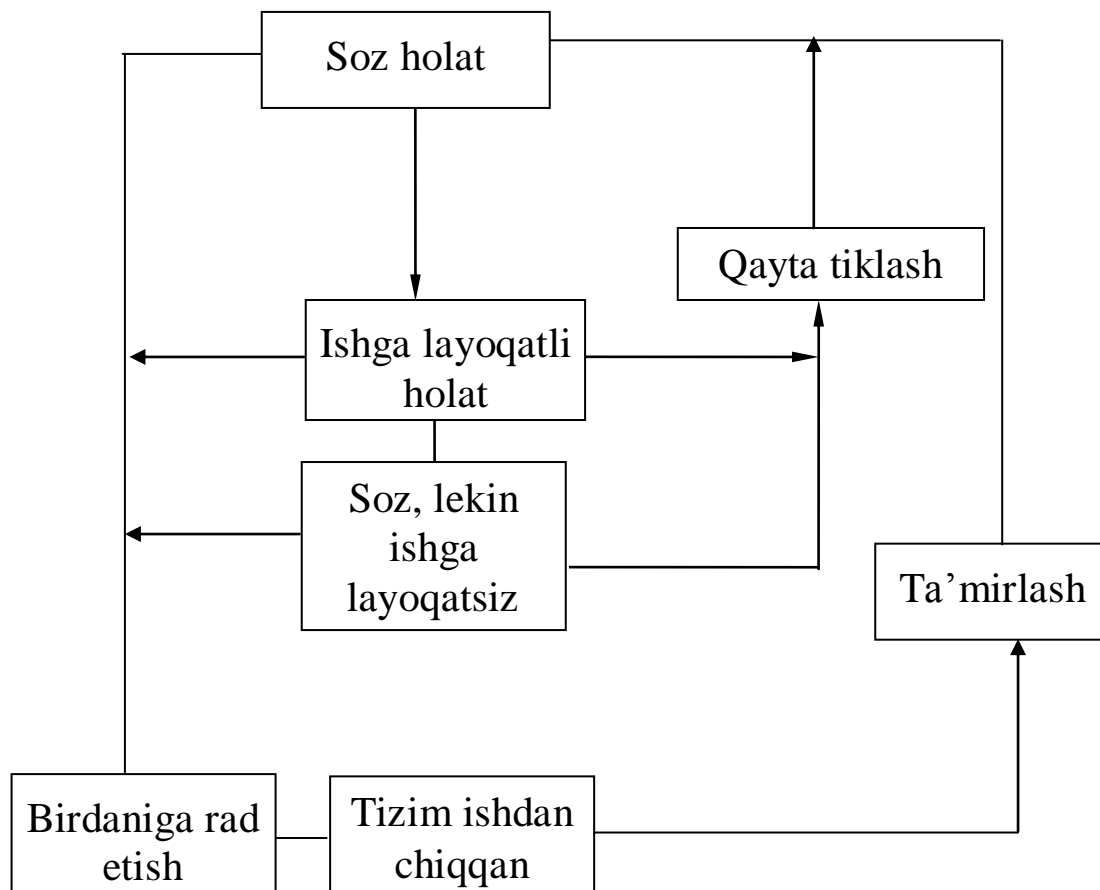 Soz holat
Qayta tiklash
Ishga layoqatli
holat
Soz, lekin
ishga
layoqatsiz
Ta’mirlash
Birdaniga rad
etish
Tizim ishdan
chiqqan